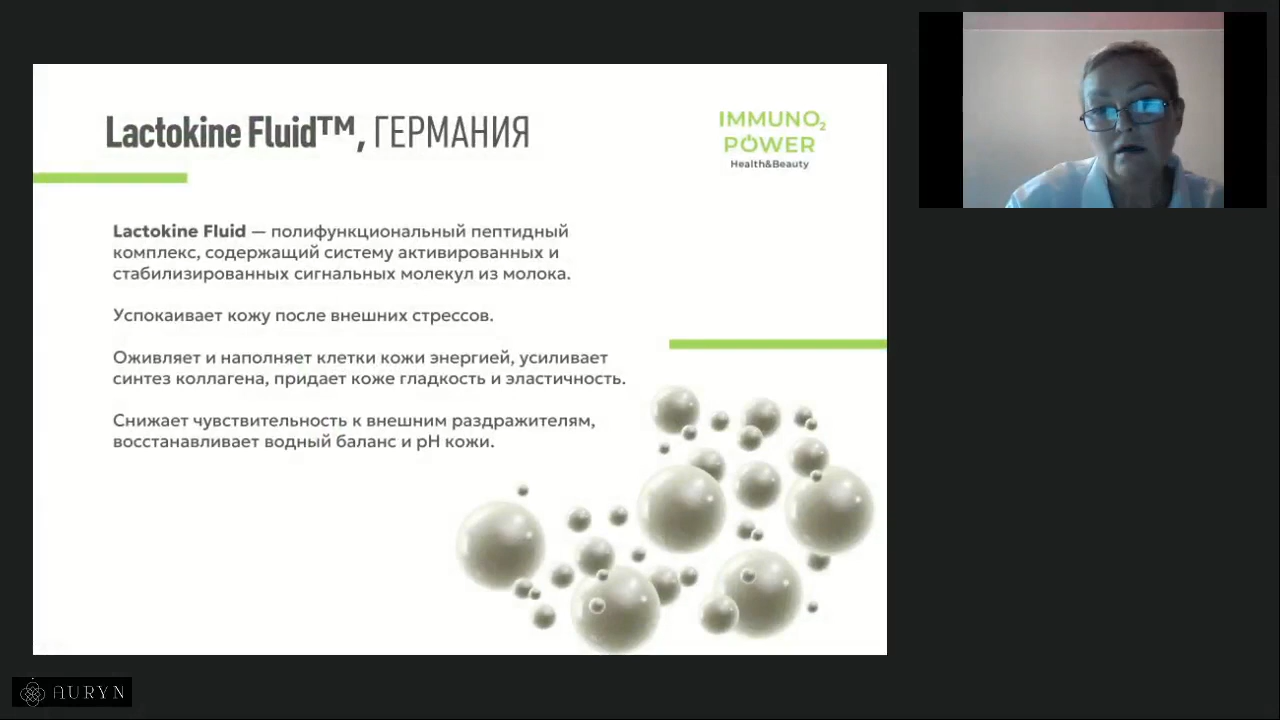 Lactokine Fluid™, ГЕРМАНИЯ
IMMUNO2
POWER
Health&Beauty
Lactokine Fluid — полифункциональный пептидный
комплекс, содержащий систему активированных и
стабилизированных сигнальных молекул из молока.
Успокаивает кожу после внешних стрессов.
Оживляет и наполняет клетки кожи энергией, усиливает
синтез коллагена, придает коже гладкость и эластичность.
Снижает чувствительность к внешним раздражителям,
восстанавливает водный баланс и pH кожи.
AURYN